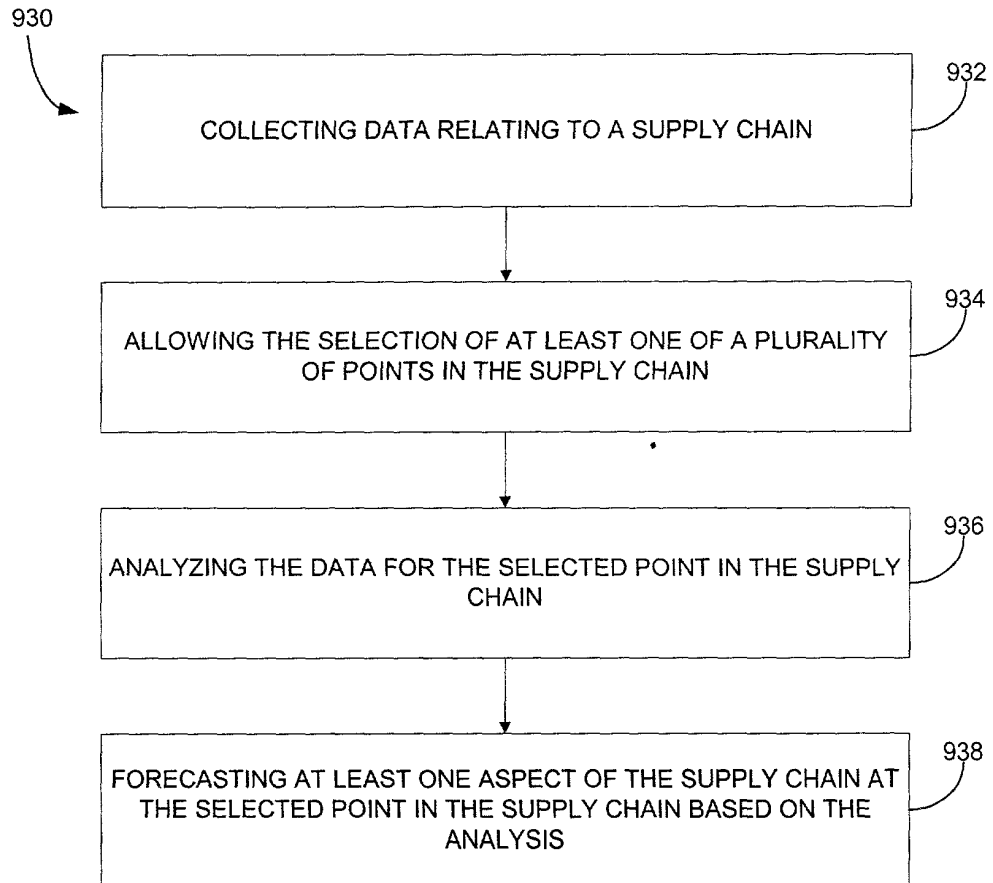 930
932
COLLECTING DATA RELATING TO A SUPPLY CHAIN
934
ALLOWING THE SELECTION OF AT LEAST ONE OF A PLURALITY
OF POINTS IN THE SUPPLY CHAIN
936
ANALYZING THE DATA FOR THE SELECTED POINT IN THE SUPPLY
CHAIN
938
FORECASTING AT LEAST ONE ASPECT OF THE SUPPLY CHAIN AT
THE SELECTED POINT IN THE SUPPLY CHAIN BASED ON THE
ANALYSIS